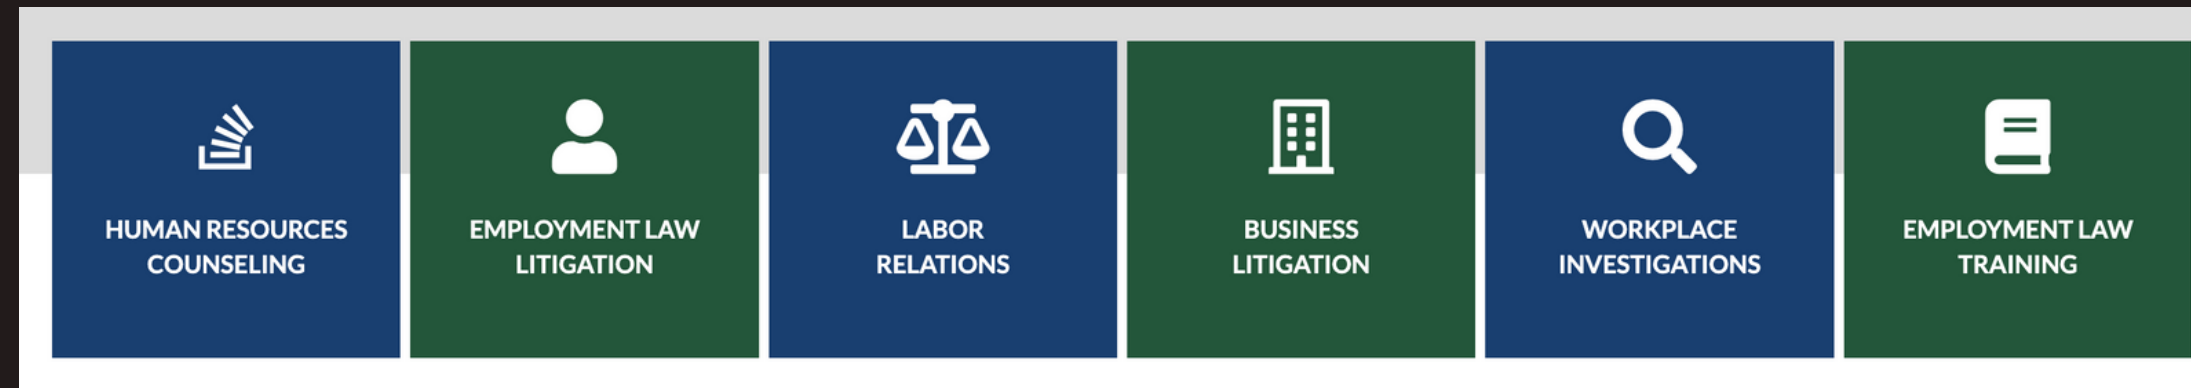 HUMAN RESOURCES
COUNSELING
EMPLOYMENT LAW
LITIGATION
LABOR
RELATIONS
BUSINESS
LITIGATION
WORKPLACE
INVESTIGATIONS
EMPLOYMENT LAW
TRAINING